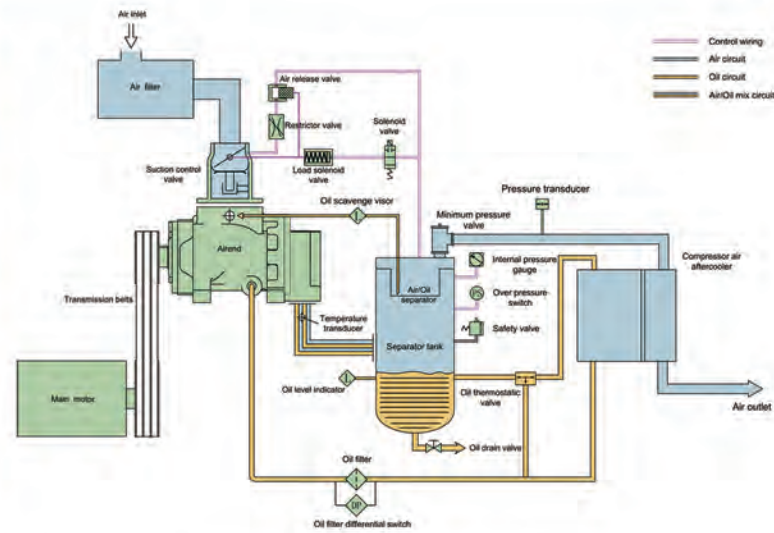 Air inlet
Air filter
Air release valve
Restrictor valve
Solenoid
valve
Control wiring
Air circuit
Oil circuit
Air/Oil mix circuit
Suction control
valve
Load solenoid
valve
Oil scavenge visor
Pressure transducer
Minimum pressure
valve
Airend
Internal pressure
gauge
Compressor air
aftercooler
Transmission belts
Air/Oil
separator
PS
Over pressure
switch
Temperature
transducer
Separator tank
Safety valve
Main motor
Oil level indicator
Oil thermostatic
valve
Air outlet
Oil drain valve
Oil filter
DP
Oil filter differential switch